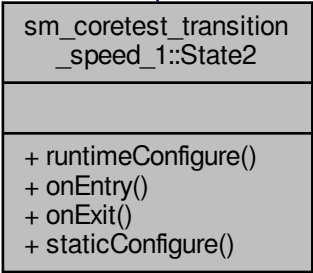 sm_coretest_transition
_speed_1::State2
+ runtimeConfigure()
+ onEntry()
+ onExit()
+ staticConfigure()